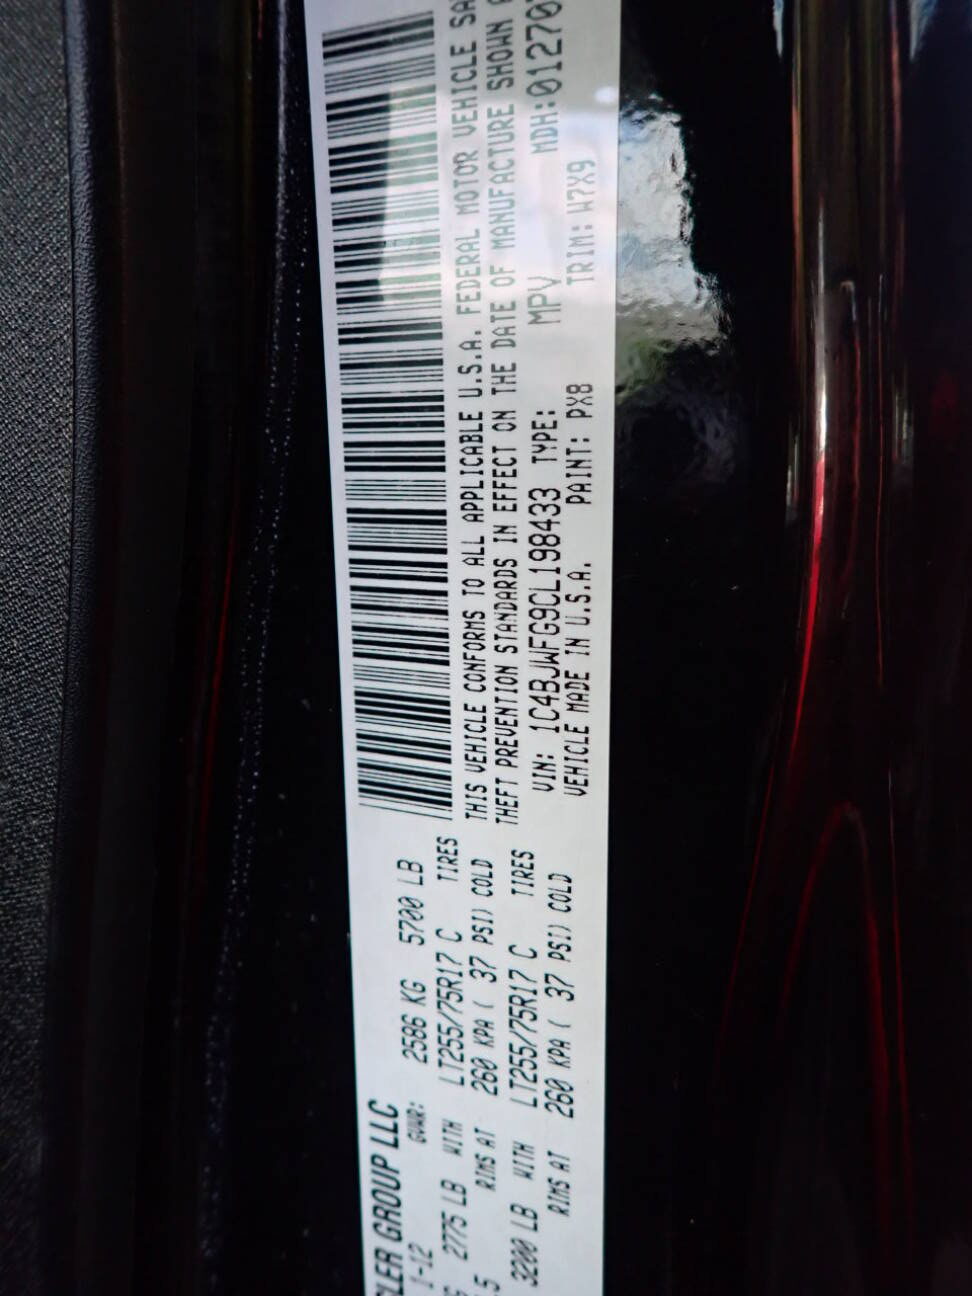 CLER GROUP LLC
1-12 GVWR: 2586 KG 5700 LB
2775 LB WITH LT255/75R17 C TIRES
RIMS AT 260 KPA ( 37 PSI) COLD
3200 LB WITH LT255/75R17 C TIRES
RIMS AT 260 KPA ( 37 PSI) COLD
THIS VEHICLE CONFORMS TO ALL APPLICABLE U.S.A. FEDERAL MOTOR VEHICLE SA
THEFT PREVENTION STANDARDS IN EFFECT ON THE DATE OF MANUFACTURE SHOWN
VIN: 1C4BJWFG9CL198433 TYPE: MPV MDH:01270
VEHICLE MADE IN U.S.A. PAINT: PX8 TRIM: W7X9